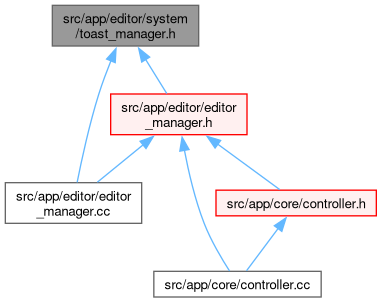 src/app/editor/system
/toast_manager.h
src/app/editor/editor
_manager.h
src/app/editor/editor
_manager.cc
src/app/core/controller.h
src/app/core/controller.cc